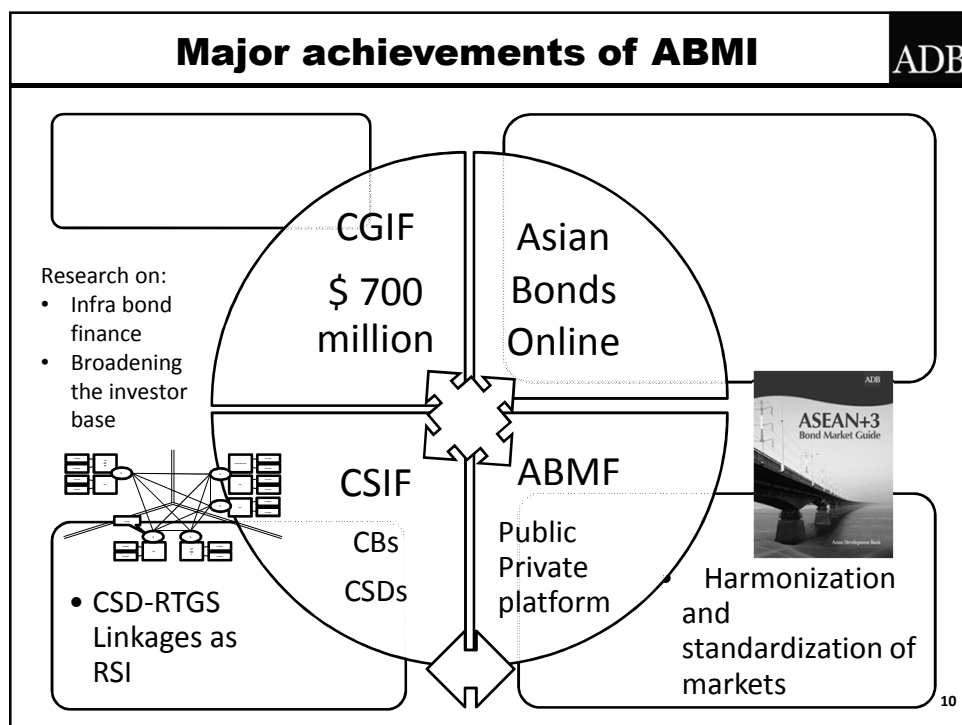 Major achievements of ABMI
ADB
CGIF
$ 700
million
Asian
Bonds
Online
Research on:
• Infra bond
finance
• Broadening
the investor
base
ADB
ASEAN+3
Bond Market Guide
Asian Development Bank
CSIF
CBs
CSDs
ABMF
Public
Private
platform
• CSD-RTGS
Linkages as
RSI
• Harmonization
and
standardization of
markets
10